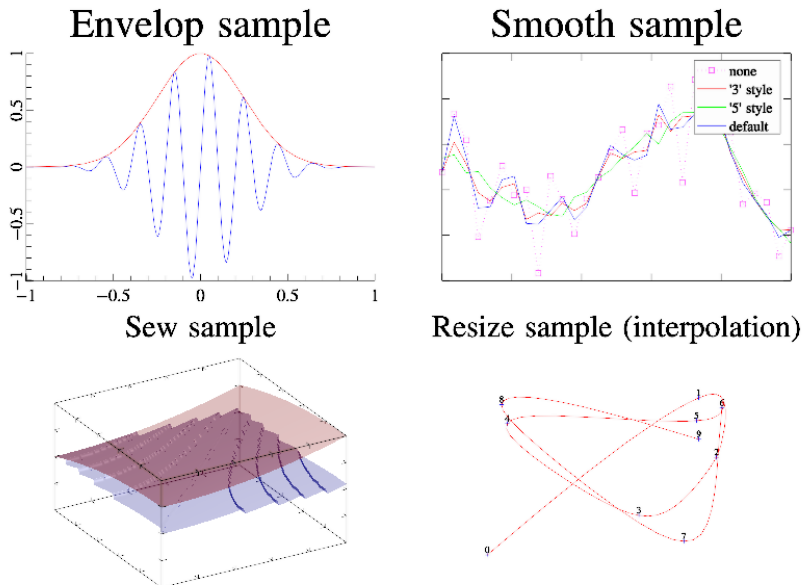 Envelop sample
Smooth sample
1
0.5
0
−0.5
−1
−1
−0.5
0
0.5
1
none
'3' style
'5' style
default
Sew sample
Resize sample (interpolation)
8
1
6
4
5
9
2
3
7
0